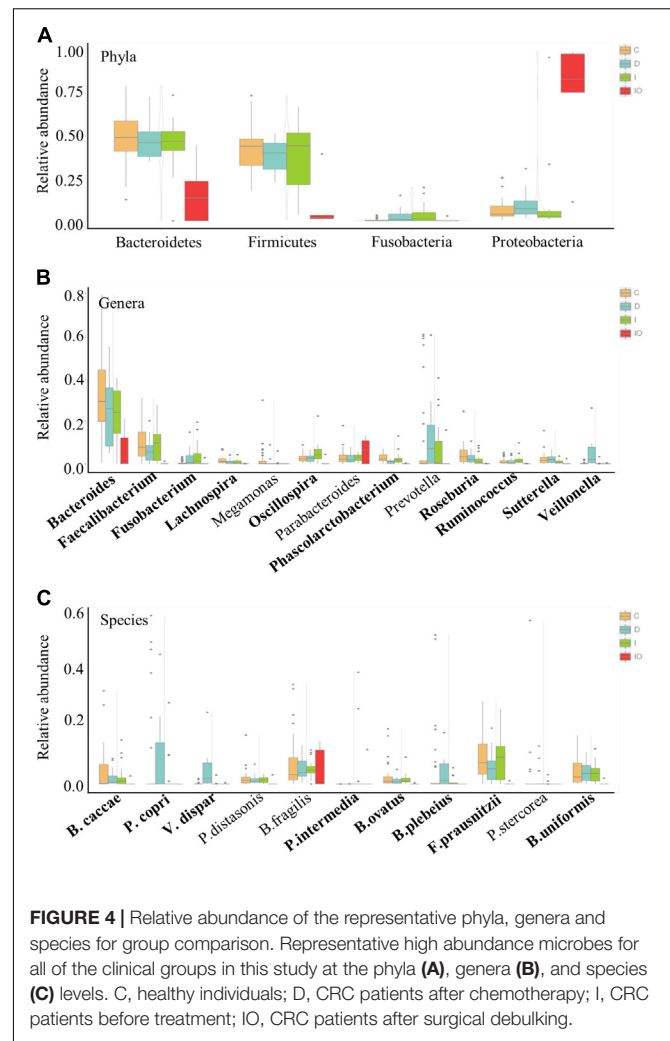 A
Phyla
Relative abundance
1.00
0.75
0.50
0.25
0.00
C
D
I
IO
Bacteroidetes Firmicutes Fusobacteria Proteobacteria
B
Genera
Relative abundance
0.8
0.6
0.4
0.2
0.0
C
D
I
IO
Bacteroides
Faecalibacterium
Fusobacterium
Lachnospira
Megamonas
Oscillospira
Parabacteroides
Phascolarctobacterium
Prevotella
Roseburia
Ruminococcus
Sutterella
Veillonella
C
Species
Relative abundance
0.6
0.4
0.2
0.0
C
D
I
IO
B. caccae
P. copri
V. dispar
P.distasonis
B.fragilis
P.intermedia
B.ovatus
B.plebeius
F.prausnitzii
P.stercorea
B.uniformis
FIGURE 4 | Relative abundance of the representative phyla, genera and
species for group comparison. Representative high abundance microbes for
all of the clinical groups in this study at the phyla (A), genera (B), and species
(C) levels. C, healthy individuals; D, CRC patients after chemotherapy; I, CRC
patients before treatment; IO, CRC patients after surgical debulking.